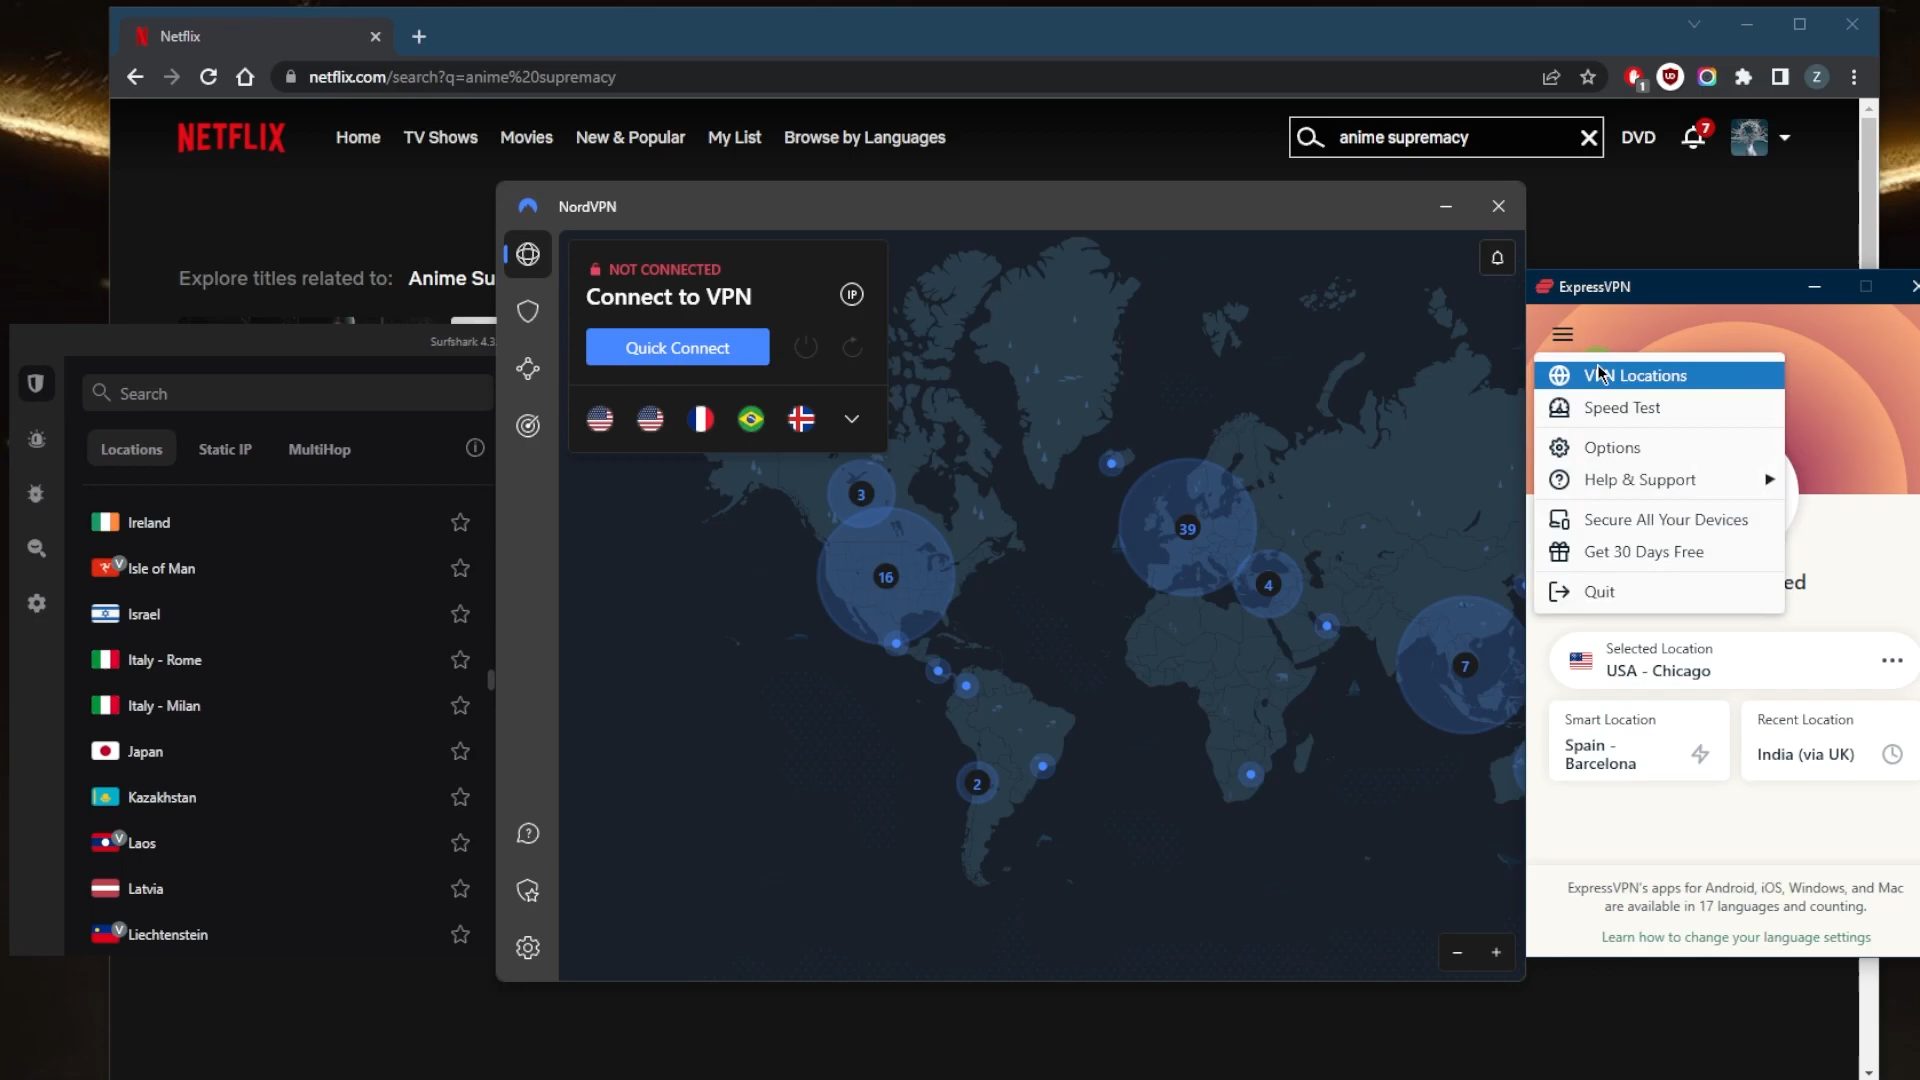 Netflix
netflix.com/search?q=anime%20supremacy
1
UD
Z
NETFLIX
Home
TV Shows
Movies
New & Popular
My List
Browse by Languages
anime supremacy
DVD
7
Explore titles related to:
Anime Su
Surfshark 4.3.
Search
Locations
Static IP
MultiHop
Ireland
V
Isle of Man
Israel
Italy - Rome
Italy - Milan
Japan
Kazakhstan
V
Laos
Latvia
V
Liechtenstein
NordVPN
NOT CONNECTED
Connect to VPN
IP
Quick Connect
3
16
39
4
7
2
ExpressVPN
VPN Locations
Speed Test
Options
Help & Support
Secure All Your Devices
Get 30 Days Free
Quit
ed
Selected Location
USA - Chicago
Smart Location
Spain -
Barcelona
Recent Location
India (via UK)
ExpressVPN's apps for Android, iOS, Windows, and Mac
are available in 17 languages and counting.
Learn how to change your language settings